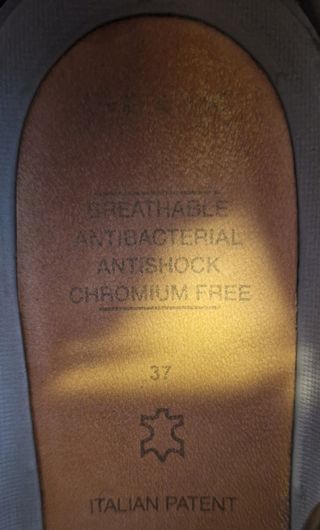 BREATHABLE
ANTIBACTERIAL
ANTISHOCK
CHROMIUM FREE
37
ITALIAN PATENT